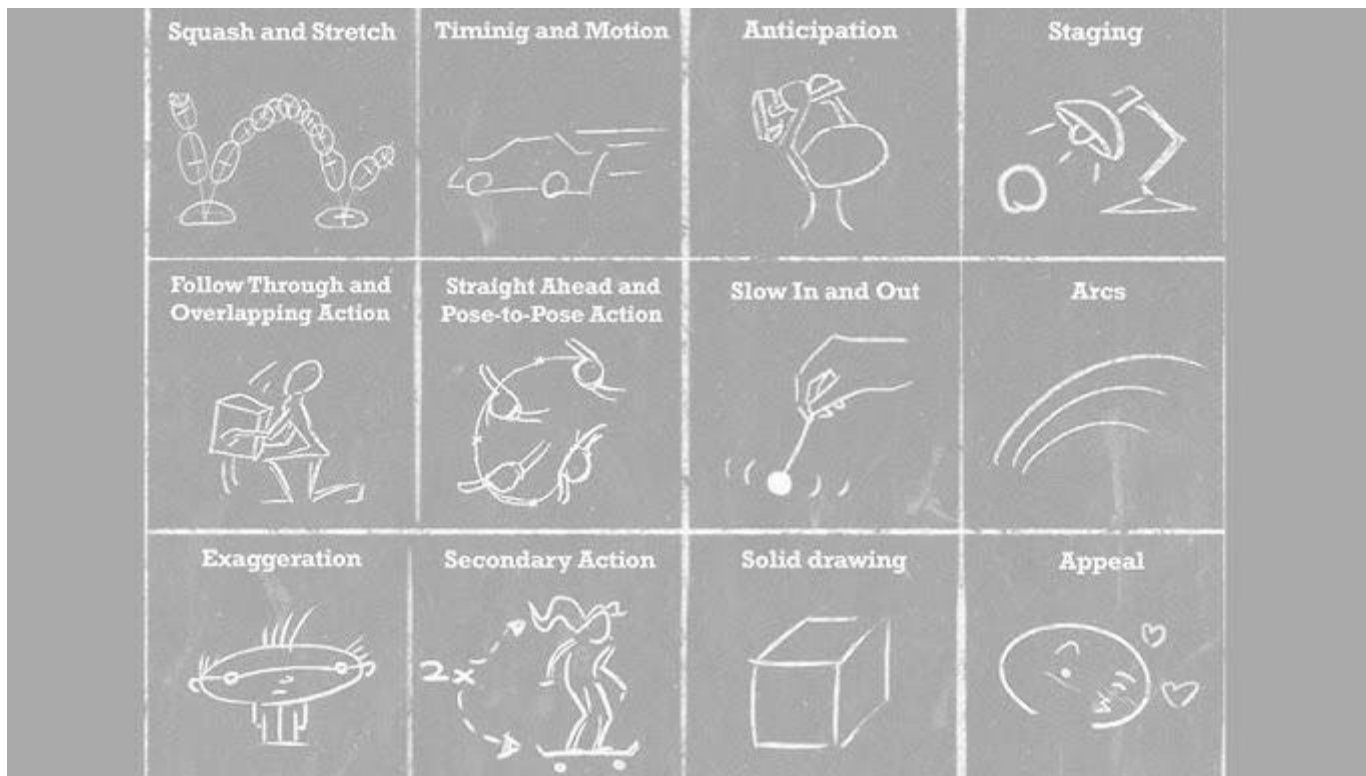 Squash and Stretch
Timinig and Motion
Anticipation
Staging
Follow Through and
Overlapping Action
Straight Ahead and
Pose-to-Pose Action
Slow In and Out
Arcs
Exaggeration
Secondary Action
2x
Solid drawing
Appeal